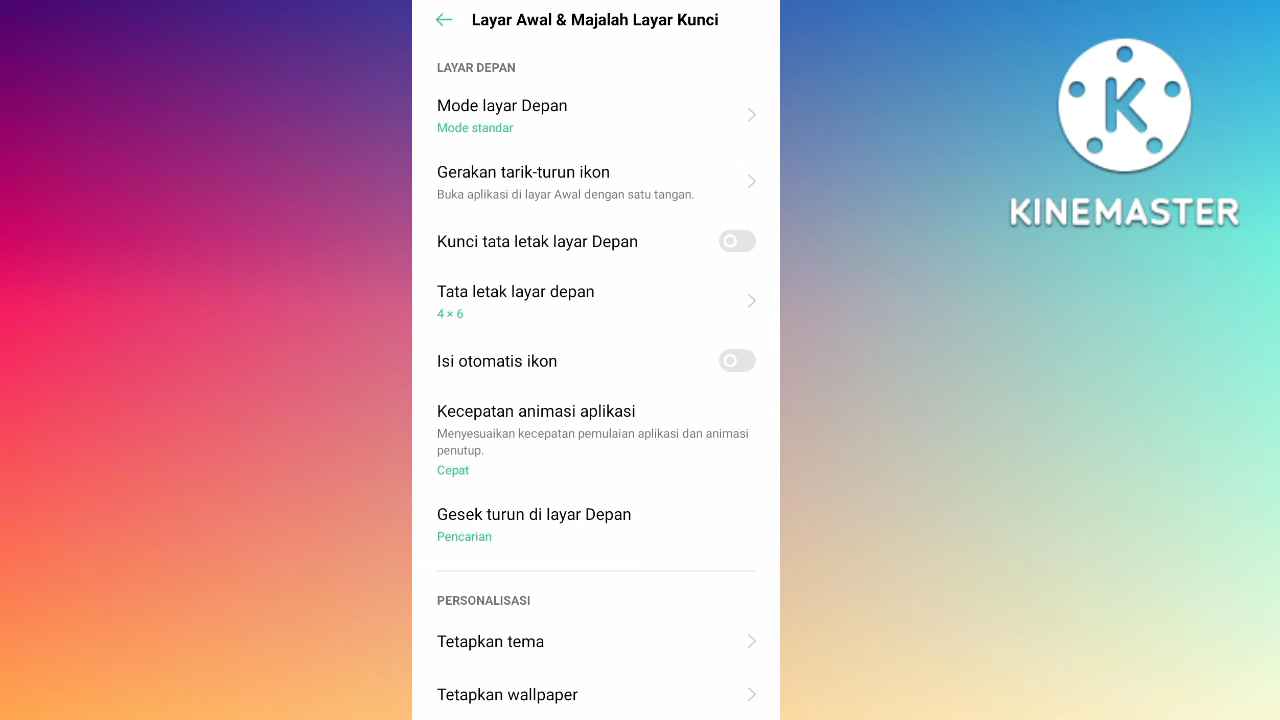 Layar Awal & Majalah Layar Kunci
LAYAR DEPAN
Mode layar Depan
Mode standar
Gerakan tarik-turun ikon
Buka aplikasi di layar Awal dengan satu tangan.
Kunci tata letak layar Depan
Tata letak layar depan
4 × 6
Isi otomatis ikon
Kecepatan animasi aplikasi
Menyesuaikan kecepatan pemulaian aplikasi dan animasi
penutup.
Cepat
Gesek turun di layar Depan
Pencarian
PERSONALISASI
Tetapkan tema
Tetapkan wallpaper
K
KINEMASTER